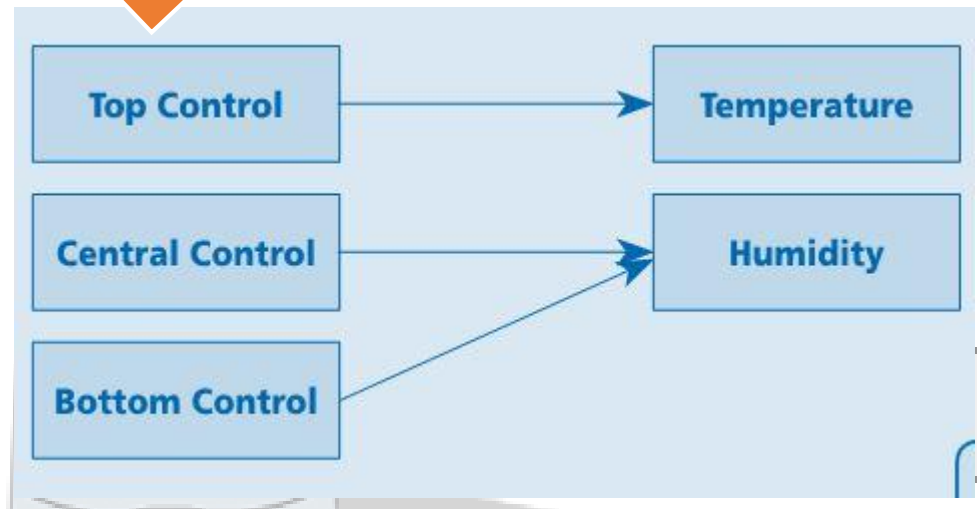 Top Control
Temperature
Central Control
Humidity
Bottom Control